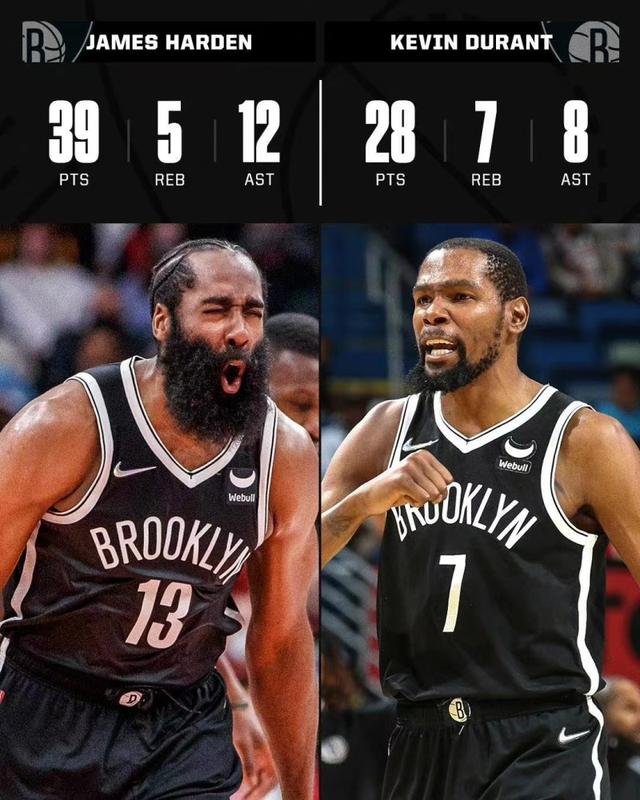 JAMES HARDEN
KEVIN DURANT
39
5
12
28
7
8
PTS
REB
AST
PTS
REB
AST
Webull
BROOKLYN
13
Webull
BROOKLYN
7
B
B
B